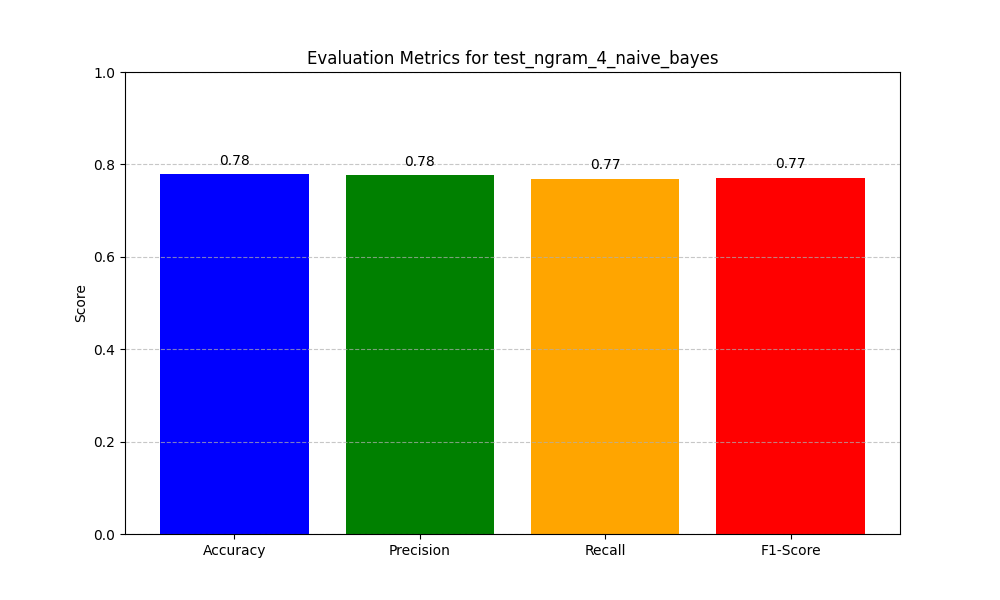 Evaluation Metrics for test_ngram_4_naive_bayes
1.0
0.8
0.6
0.4
0.2
0.0
Score
0.78
0.78
0.77
0.77
Accuracy
Precision
Recall
F1-Score